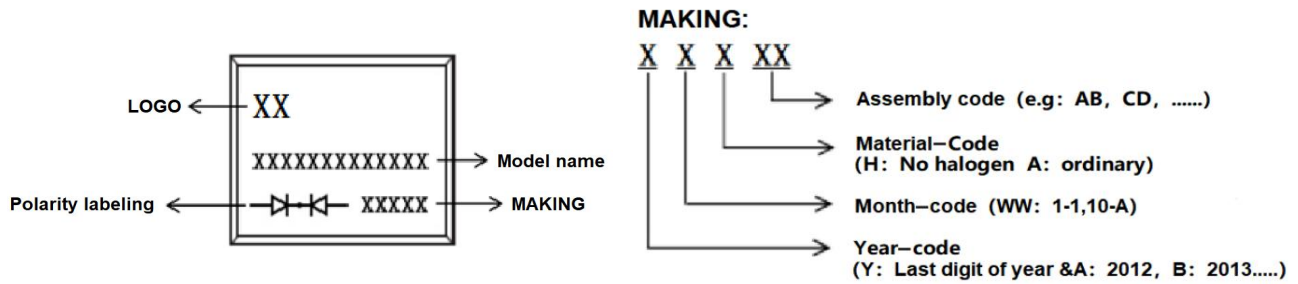 LOGO
XX
XXXXXXXXXXXXX
Model name
Polarity labeling
XXXXX
MAKING
MAKING:
X X X XX
Assembly code (e.g: AB, CD, ......)
Material-Code
(H: No halogen A: ordinary)
Month-code (WW: 1-1,10-A)
Year-code
(Y: Last digit of year &A: 2012, B: 2013.....)